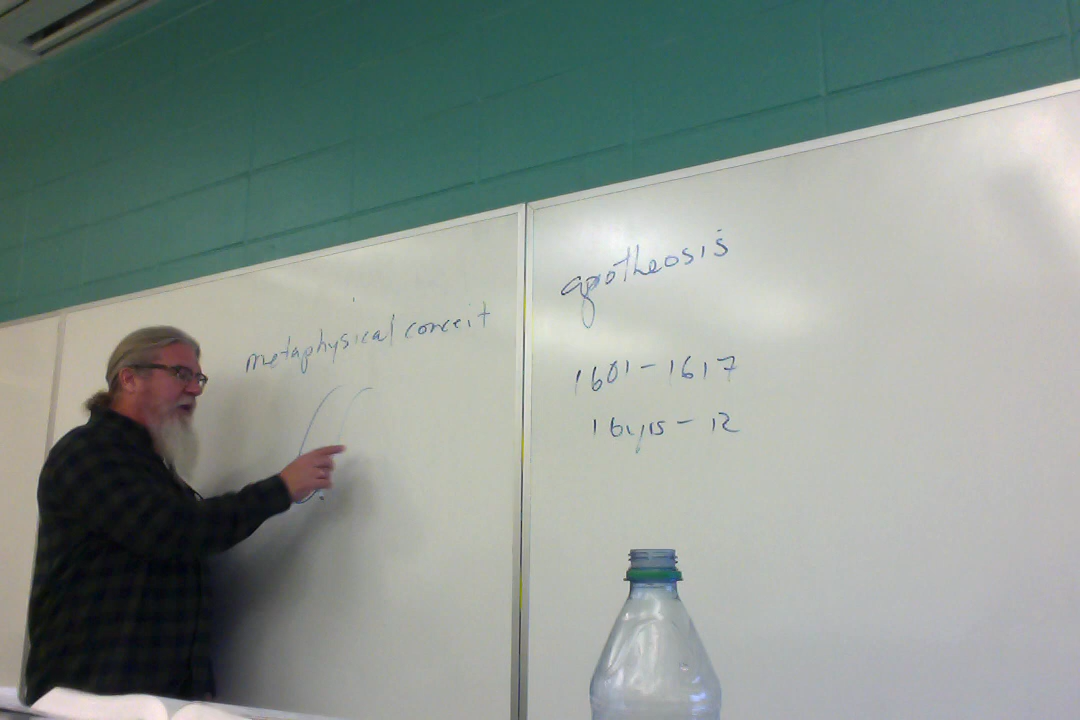 metaphysical conceit
apotheosis
1601-1617
16yrs - 12